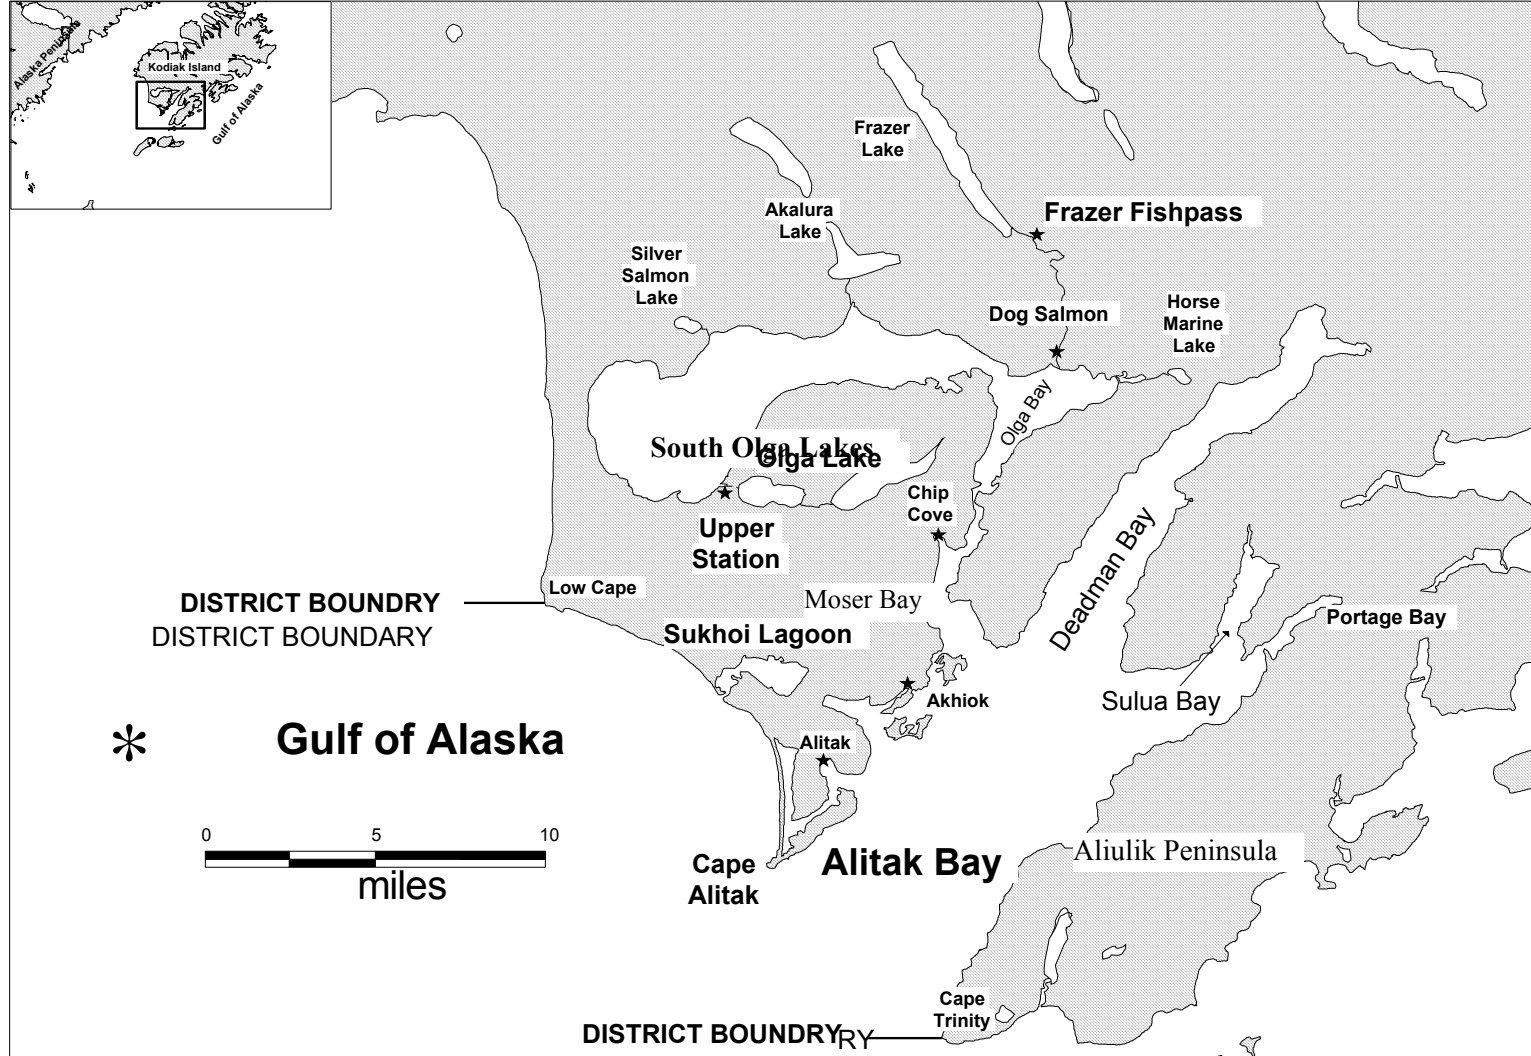 Alaska Peninsula
Kodiak Island
Gulf of Alaska
Frazer
Lake
Akalura
Lake
Frazer Fishpass
Silver
Salmon
Lake
Dog Salmon
Horse
Marine
Lake
Olga Bay
South Olga Lakes
Olga Lake
Chip
Cove
Upper
Station
Deadman Bay
Low Cape
Moser Bay
DISTRICT BOUNDRY
DISTRICT BOUNDARY
Sukhoi Lagoon
Portage Bay
Akhiok
Sulua Bay
*
Gulf of Alaska
Alitak
0 5 10
miles
Cape
Alitak
Alitak Bay
Aliulik Peninsula
Cape
Trinity
DISTRICT BOUNDRY
RY